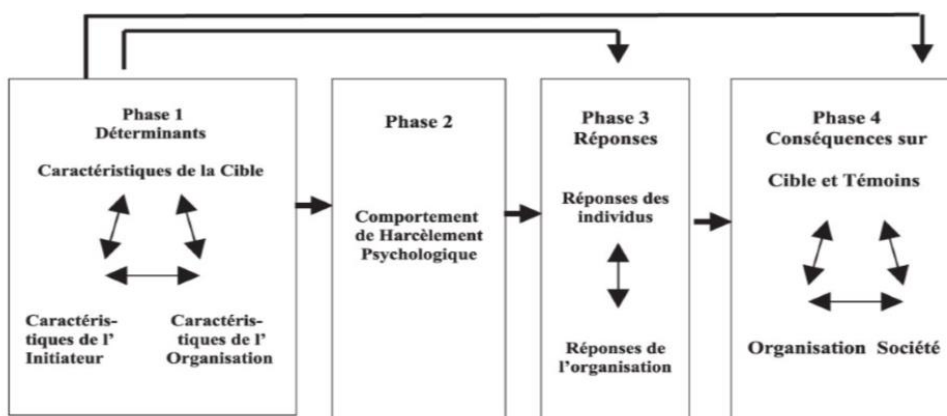 Phase 1
Déterminants
Caractéristiques de la Cible
Caractéris-
tiques de l'
Initiateur
Caractéris-
tiques de l'
Organisation
Phase 2
Comportement
de Harcèlement
Psychologique
Phase 3
Réponses
Réponses des
individus
Réponses de
l'organisation
Phase 4
Conséquences sur
Cible et Témoins
Organisation Société